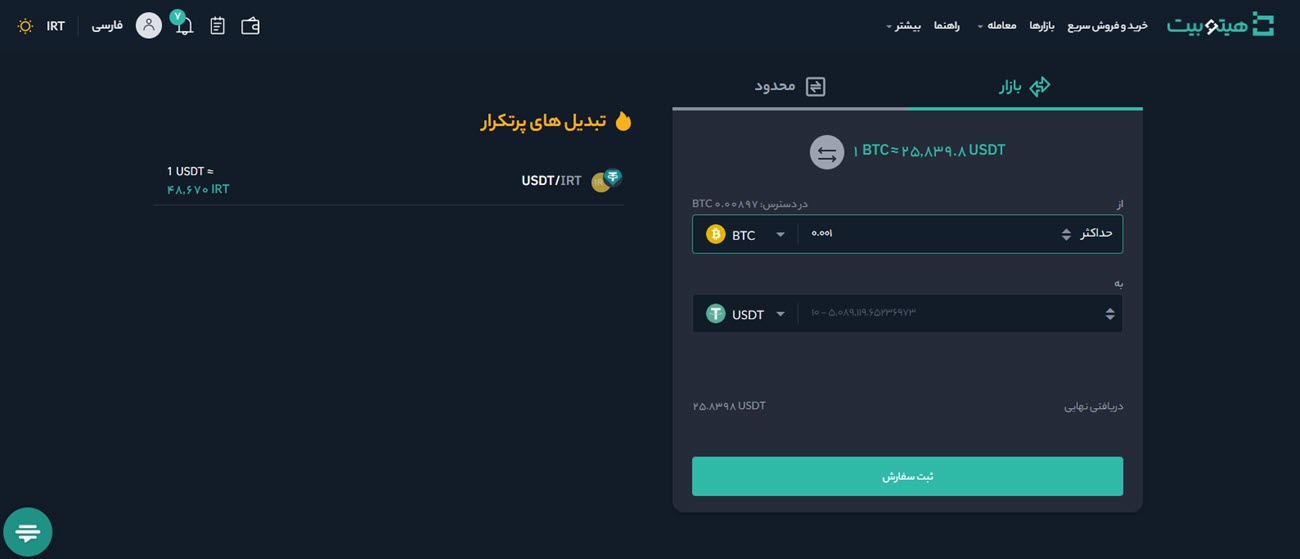 هیتوبیت
خرید و فروش سریع
بازارها
معامله
راهنما
بیشتر
۷
فارسی
IRT
بازار
محدود
۱ BTC ≈ ۲۵,۸۳۹.۸ USDT
از
در دسترس: ۰.۰۰۸۹۷ BTC
حداکثر
۰.۰۰۱
BTC
به
۱۰ - ۵,۰۸۹,۱۱۹.۶۵۲۳۶۹۷۳
USDT
دریافتی نهایی
۲۵.۸۳۹۸ USDT
ثبت سفارش
تبدیل های پرتکرار
USDT/IRT
1 USDT ≈
۴۸,۶۷۰ IRT